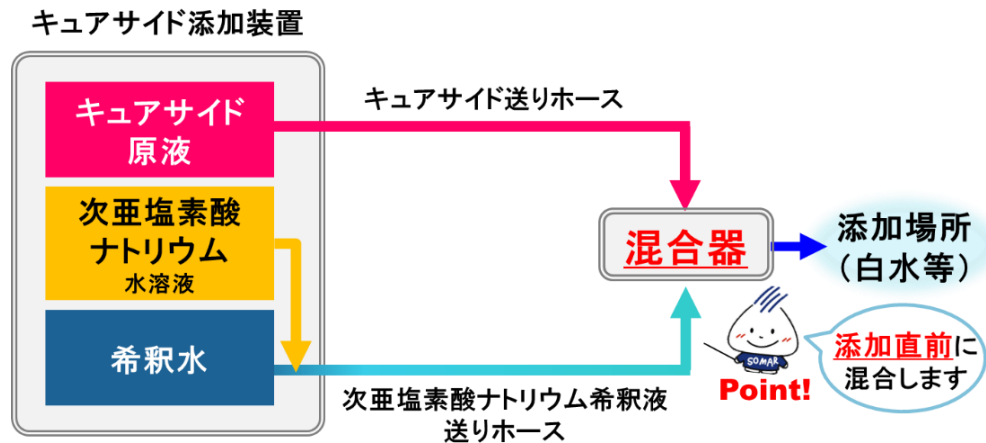 キュアサイド添加装置
キュアサイド
原液
キュアサイド送りホース
次亜塩素酸
ナトリウム
水溶液
混合器
添加場所
（白水等）
希釈水
SOMAR
Point!
添加直前に
混合します
次亜塩素酸ナトリウム希釈液
送りホース